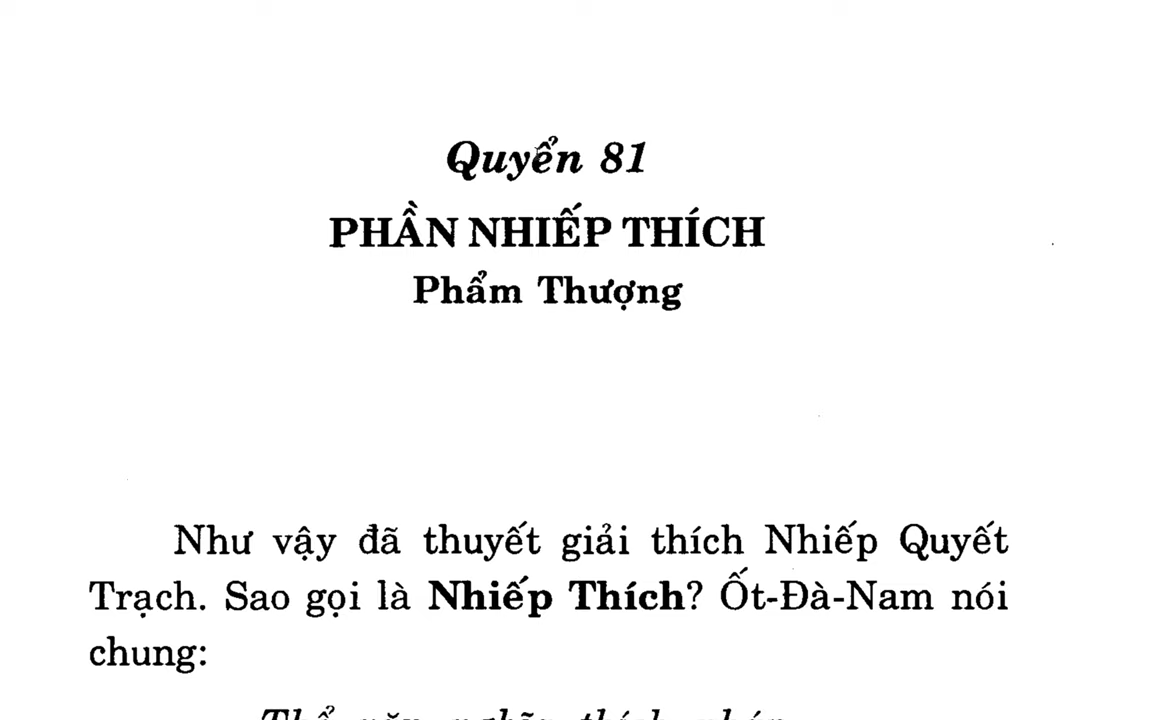 Quyển 81
PHẦN NHIẾP THÍCH
Phẩm Thượng
Như vậy đã thuyết giải thích Nhiếp Quyết
Trạch. Sao gọi là Nhiếp Thích? Ốt-Đà-Nam nói
chung: